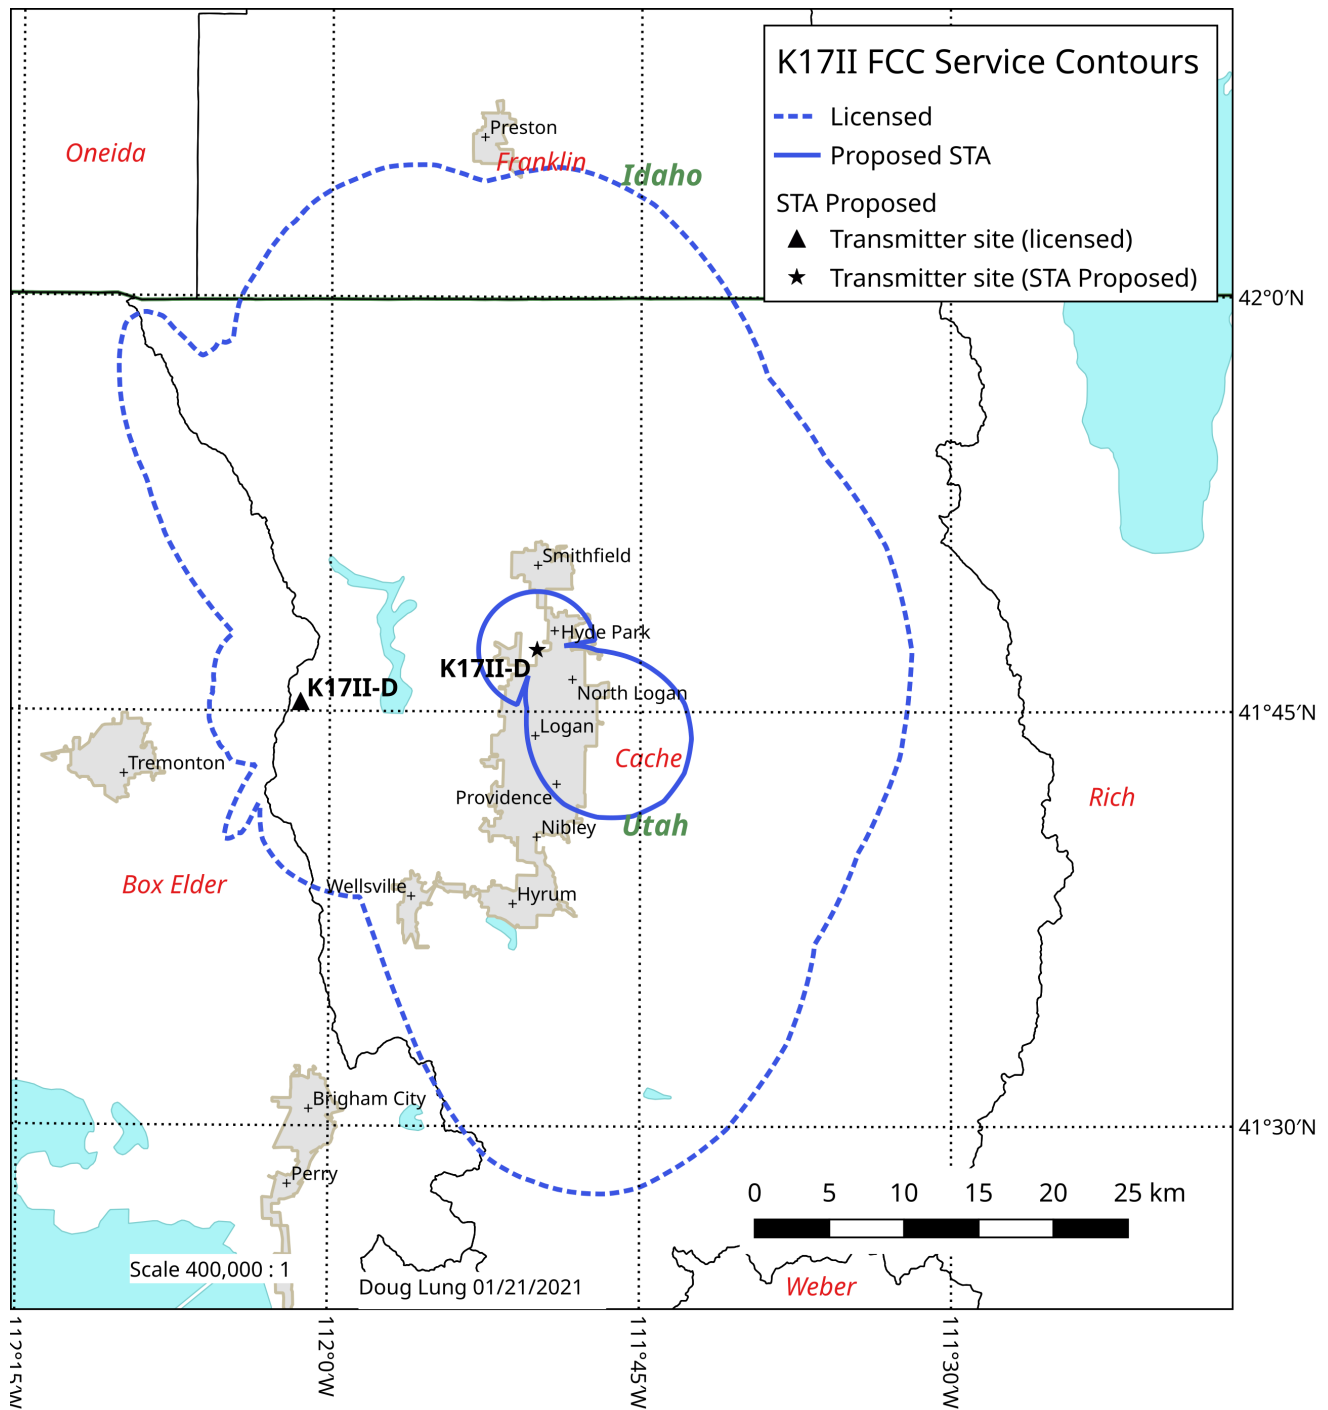 K17II FCC Service Contours
Licensed
Proposed STA
STA Proposed
Transmitter site (licensed)
Transmitter site (STA Proposed)
Preston
Oneida
Franklin
Idaho
42°0′N
Smithfield
Hyde Park
K17II-D
K17II-D
North Logan
41°45′N
Logan
Cache
Tremonton
Providence
Rich
Utah
Nibley
Box Elder
Wellsville
Hyrum
Brigham City
41°30′N
Perry
0 5 10 15 20 25 km
Scale 400,000 : 1
Doug Lung 01/21/2021
Weber
112°15′W
112°0′W
111°45′W
111°30′W